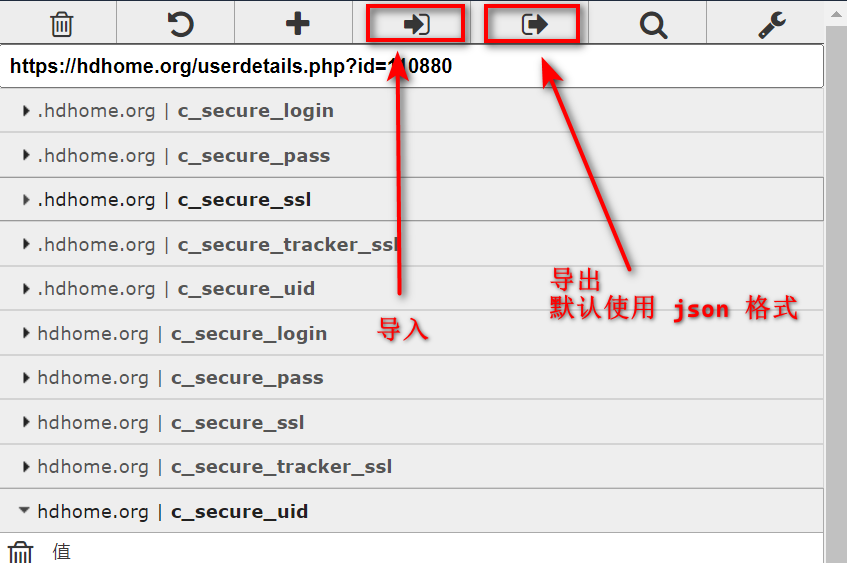 https://hdhome.org/userdetails.php?id=110880
.hdhome.org | c_secure_login
.hdhome.org | c_secure_pass
.hdhome.org | c_secure_ssl
.hdhome.org | c_secure_tracker_ssl
.hdhome.org | c_secure_uid
导出
默认使用 json 格式
导入
hdhome.org | c_secure_login
hdhome.org | c_secure_pass
hdhome.org | c_secure_ssl
hdhome.org | c_secure_tracker_ssl
hdhome.org | c_secure_uid
值